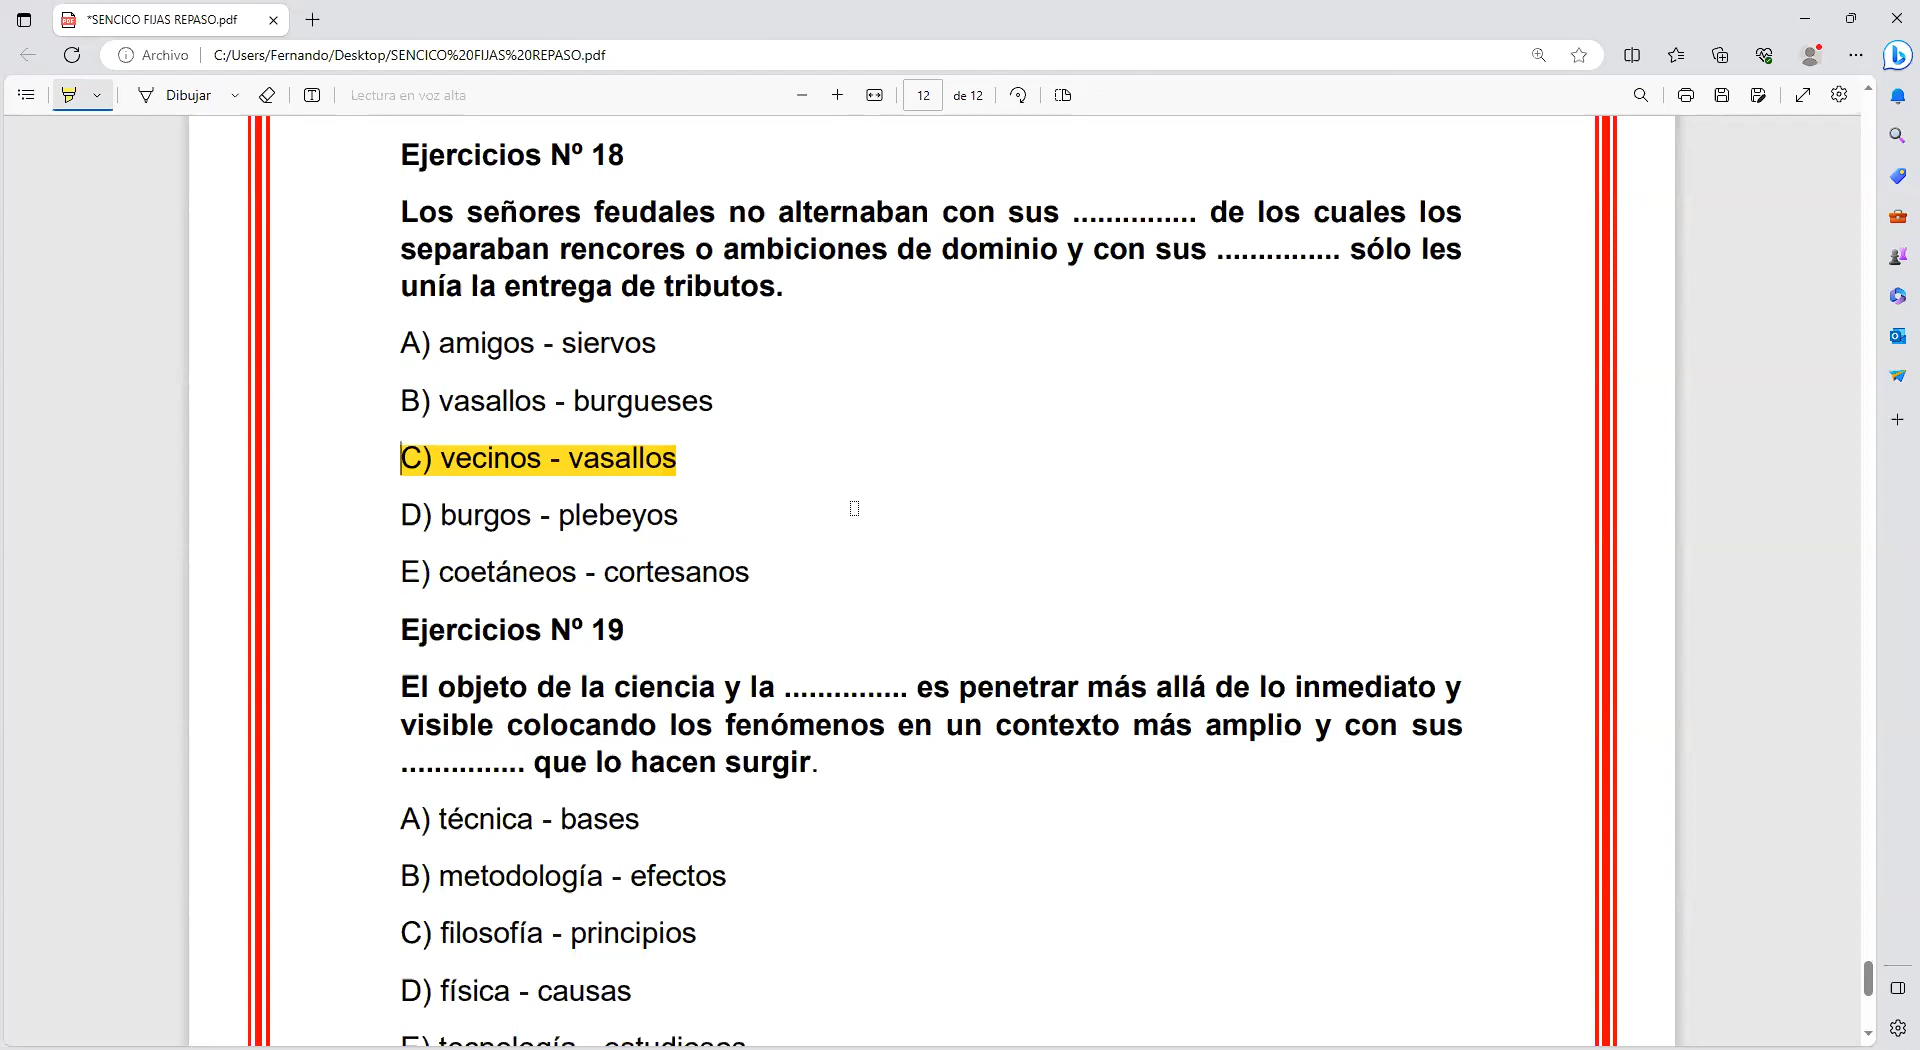 *SENCICO FIJAS REPASO.pdf
Archivo
C:/Users/Fernando/Desktop/SENCICO%20FIJAS%20REPASO.pdf
Dibujar
Lectura en voz alta
12
de 12
Ejercicios Nº 18
Los señores feudales no alternaban con sus ............... de los cuales los
separaban rencores o ambiciones de dominio y con sus ............... sólo les
unía la entrega de tributos.
A) amigos - siervos
B) vasallos - burgueses
C) vecinos - vasallos
D) burgos - plebeyos
E) coetáneos - cortesanos
Ejercicios Nº 19
El objeto de la ciencia y la ............... es penetrar más allá de lo inmediato y
visible colocando los fenómenos en un contexto más amplio y con sus
............... que lo hacen surgir.
A) técnica - bases
B) metodología - efectos
C) filosofía - principios
D) física - causas
E) tecnología - estudiosos